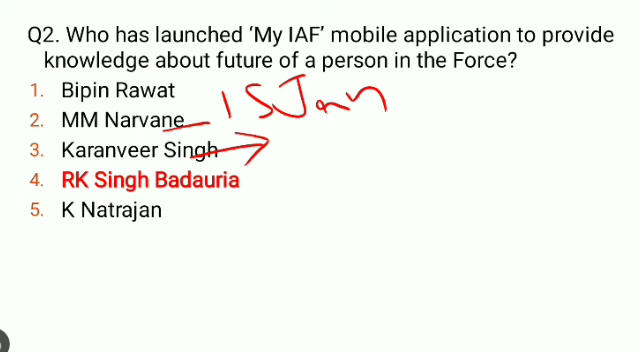 Q2. Who has launched ‘My IAF’ mobile application to provide
knowledge about future of a person in the Force?
1. Bipin Rawat
2. MM Narvane 15 Jan
3. Karanveer Singh
4. RK Singh Badauria
5. K Natrajan